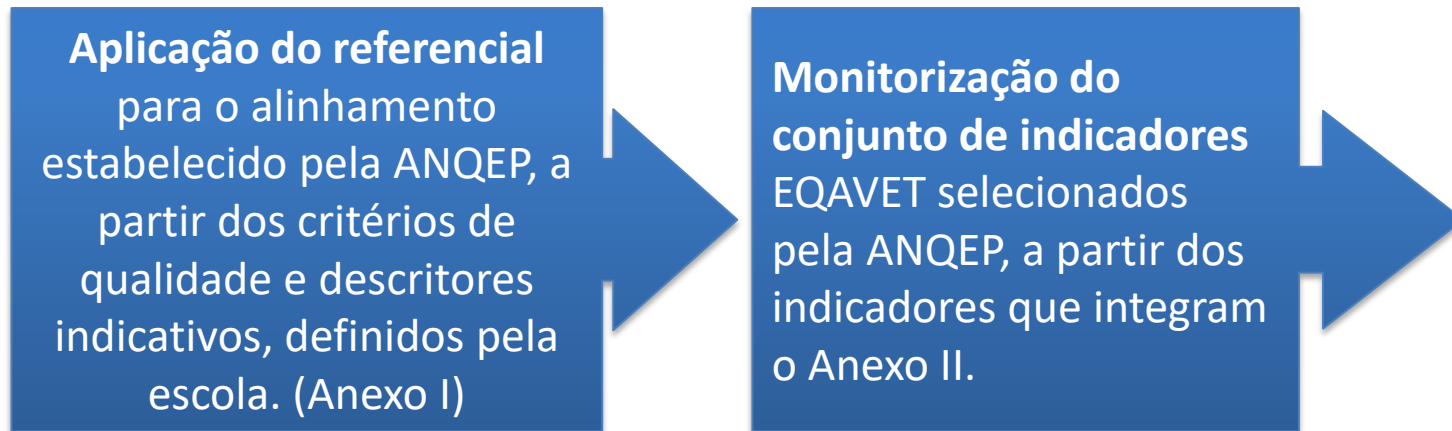 Aplicação do referencial
para o alinhamento
estabelecido pela ANQEP, a
partir dos critérios de
qualidade e descritores
indicativos, definidos pela
escola. (Anexo I)
Monitorização do
conjunto de indicadores
EQAVET selecionados
pela ANQEP, a partir dos
indicadores que integram
o Anexo II.